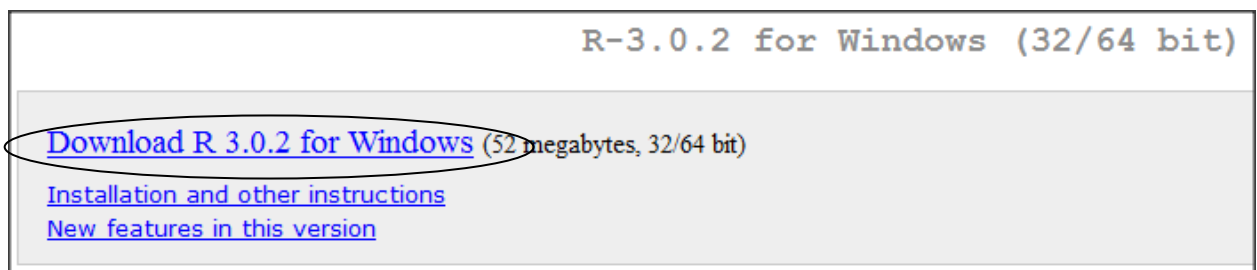 R-3.0.2 for Windows (32/64 bit)
Download R 3.0.2 for Windows (52 megabytes, 32/64 bit)
Installation and other instructions
New features in this version